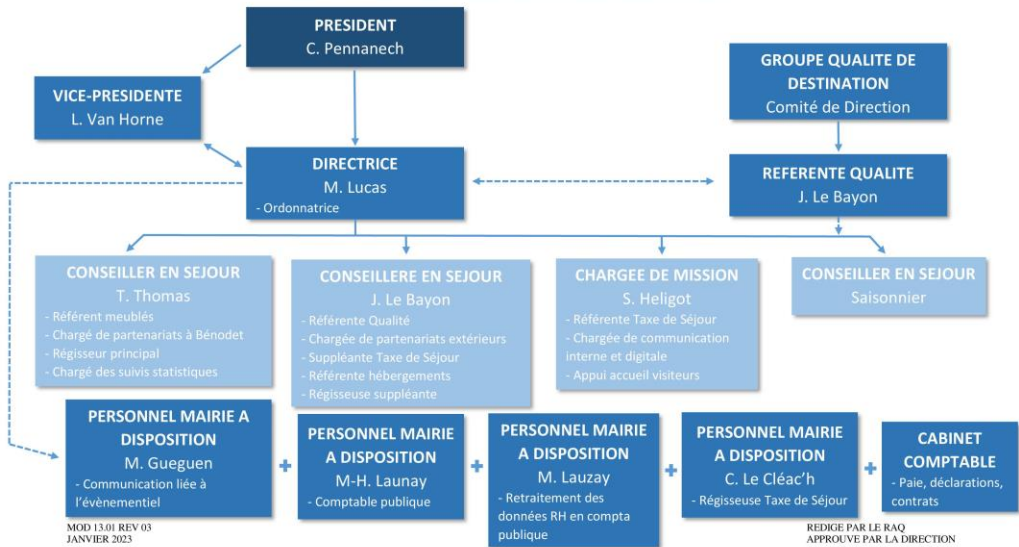 PRESIDENT
C. Pennanech
GROUPE QUALITE DE
DESTINATION
Comité de Direction
VICE-PRESIDENTE
L. Van Horne
DIRECTRICE
M. Lucas
- Ordonnatrice
REFERENTE QUALITE
J. Le Bayon
CONSEILLER EN SEJOUR
T. Thomas
- Référent meublés
- Chargé de partenariats à Bénodet
- Régisseur principal
- Chargé des suivis statistiques
CONSEILLERE EN SEJOUR
J. Le Bayon
- Référente Qualité
- Chargée de partenariats extérieurs
- Suppléante Taxe de Séjour
- Référente hébergements
- Régisseuse suppléante
CHARGEE DE MISSION
S. Heligot
- Référente Taxe de Séjour
- Chargée de communication
interne et digitale
- Appui accueil visiteurs
CONSEILLER EN SEJOUR
Saisonnier
PERSONNEL MAIRIE A
DISPOSITION
M. Gueguen
- Communication liée à
l'évènementiel
+
PERSONNEL MAIRIE
A DISPOSITION
M-H. Launay
- Comptable publique
+
PERSONNEL MAIRIE
A DISPOSITION
M. Lauzay
- Retraitement des
données RH en compta
publique
+
PERSONNEL MAIRIE
A DISPOSITION
C. Le Cléac'h
- Régisseuse Taxe de Séjour
+
CABINET
COMPTABLE
- Paie, déclarations,
contrats
MOD 13.01 REV 03
JANVIER 2023
REDIGE PAR LE RAQ
APPROUVE PAR LA DIRECTION